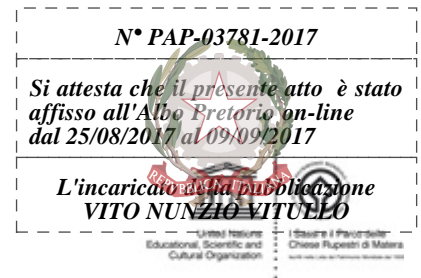 N° PAP-03781-2017
Si attesta che il presente atto è stato
affisso all'Albo Pretorio on-line
dal 25/08/2017 al 09/09/2017
L'incaricato della pubblicazione
VITO NUNZIO VITULLO
REPVBBLICA ITALIANA
United Nations
Educational, Scientific and
Cultural Organization
I Sassi e il Parco delle
Chiese Rupestri di Matera